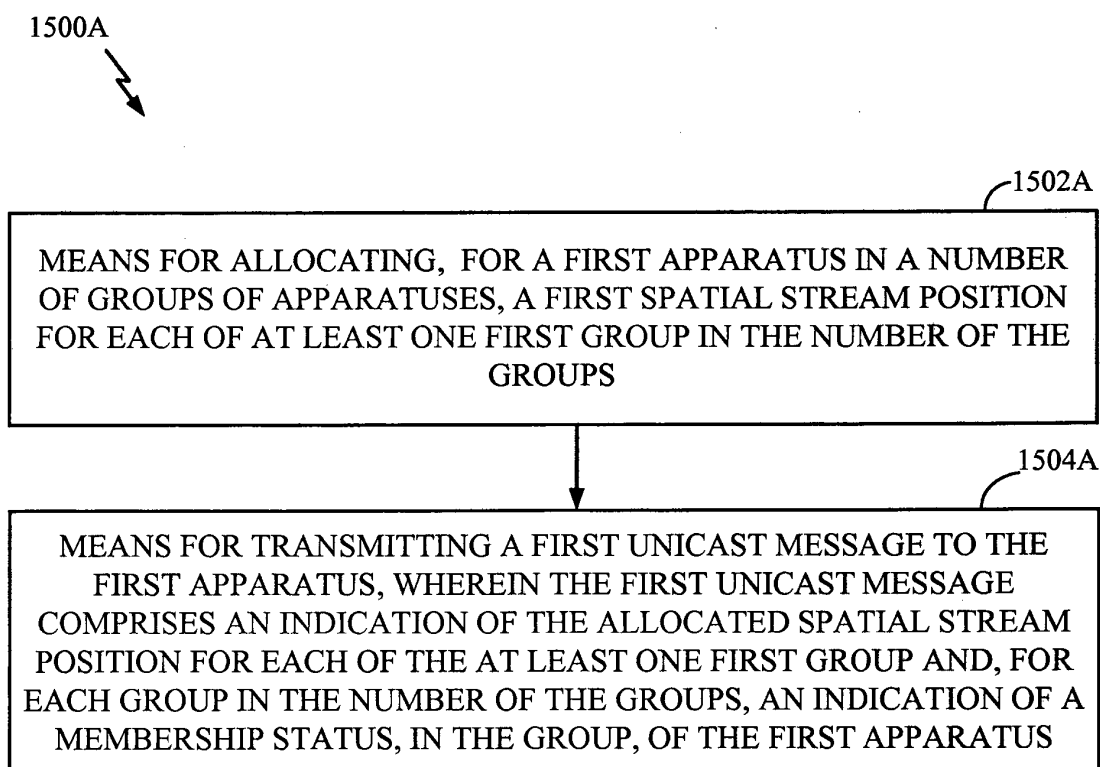 1500A
1502A
MEANS FOR ALLOCATING, FOR A FIRST APPARATUS IN A NUMBER
OF GROUPS OF APPARATUSES, A FIRST SPATIAL STREAM POSITION
FOR EACH OF AT LEAST ONE FIRST GROUP IN THE NUMBER OF THE
GROUPS
1504A
MEANS FOR TRANSMITTING A FIRST UNICAST MESSAGE TO THE
FIRST APPARATUS, WHEREIN THE FIRST UNICAST MESSAGE
COMPRISES AN INDICATION OF THE ALLOCATED SPATIAL STREAM
POSITION FOR EACH OF THE AT LEAST ONE FIRST GROUP AND, FOR
EACH GROUP IN THE NUMBER OF THE GROUPS, AN INDICATION OF A
MEMBERSHIP STATUS, IN THE GROUP, OF THE FIRST APPARATUS